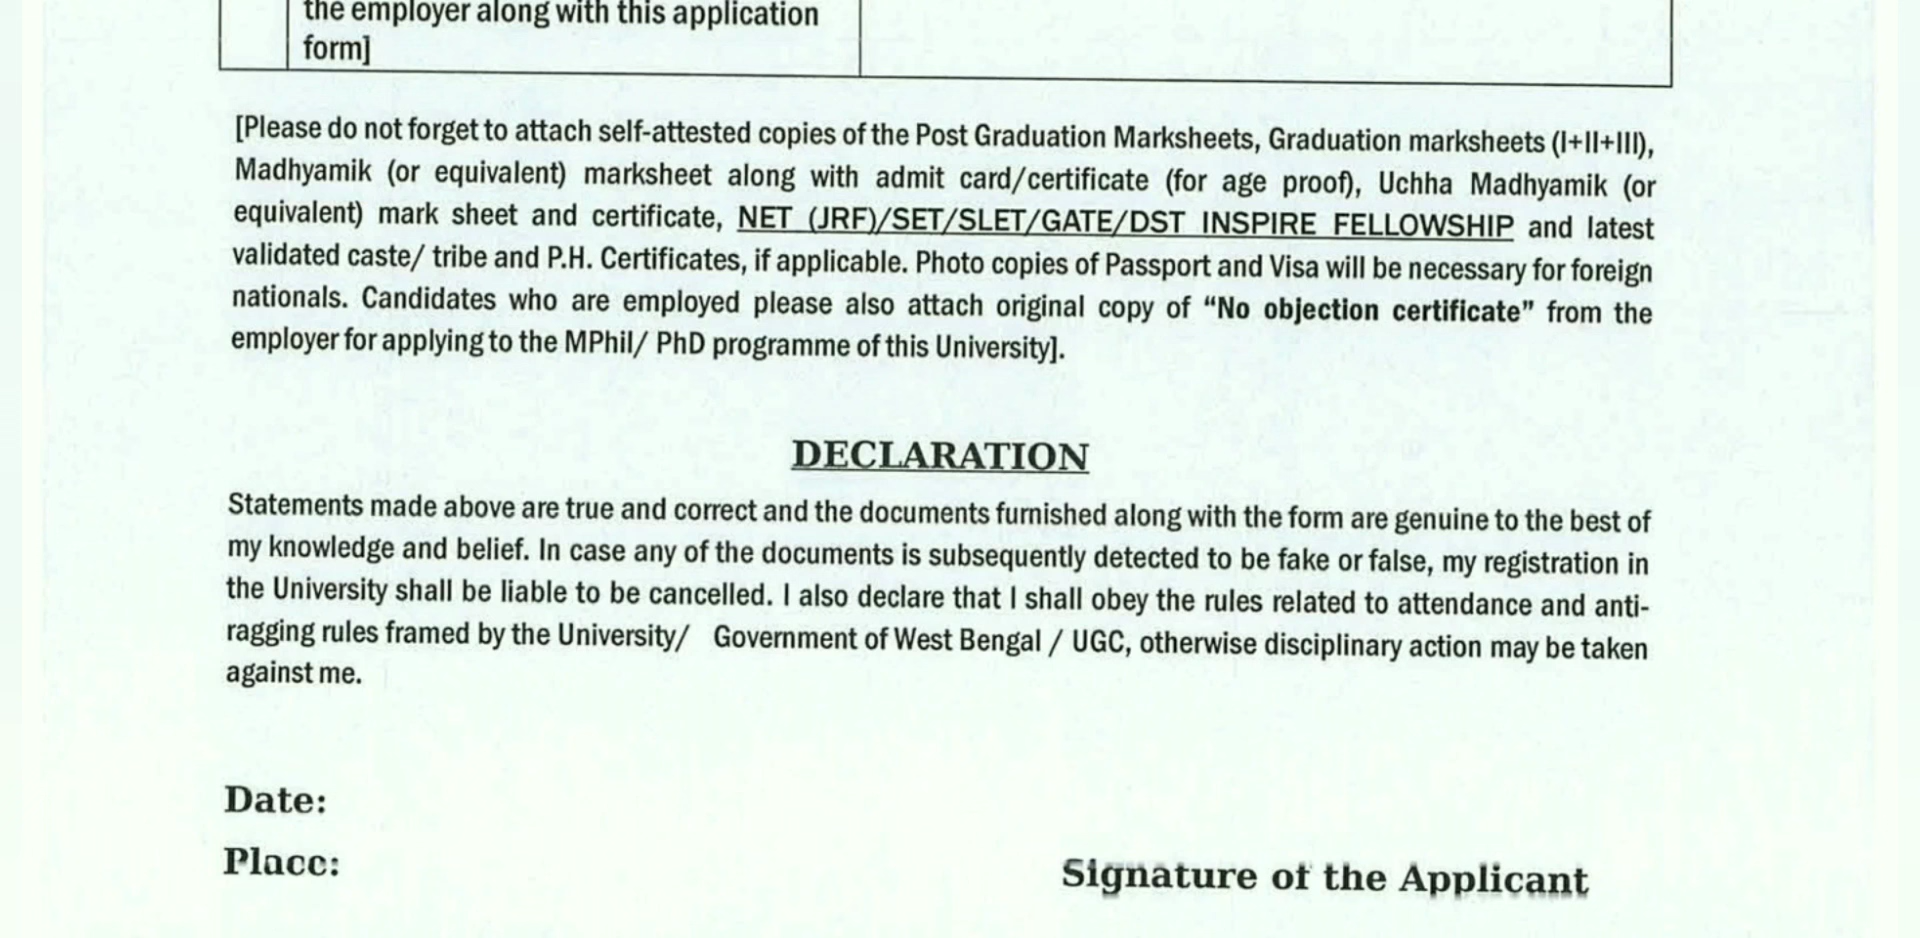 the employer along with this application
form]
[Please do not forget to attach self-attested copies of the Post Graduation Marksheets, Graduation marksheets (I+II+III),
Madhyamik (or equivalent) marksheet along with admit card/certificate (for age proof), Uchha Madhyamik (or
equivalent) mark sheet and certificate, NET (JRF)/SET/SLET/GATE/DST INSPIRE FELLOWSHIP and latest
validated caste/ tribe and P.H. Certificates, if applicable. Photo copies of Passport and Visa will be necessary for foreign
nationals. Candidates who are employed please also attach original copy of “No objection certificate” from the
employer for applying to the MPhil/ PhD programme of this University].
DECLARATION
Statements made above are true and correct and the documents furnished along with the form are genuine to the best of
my knowledge and belief. In case any of the documents is subsequently detected to be fake or false, my registration in
the University shall be liable to be cancelled. I also declare that I shall obey the rules related to attendance and anti-
ragging rules framed by the University/ Government of West Bengal / UGC, otherwise disciplinary action may be taken
against me.
Date:
Place:
Signature of the Applicant